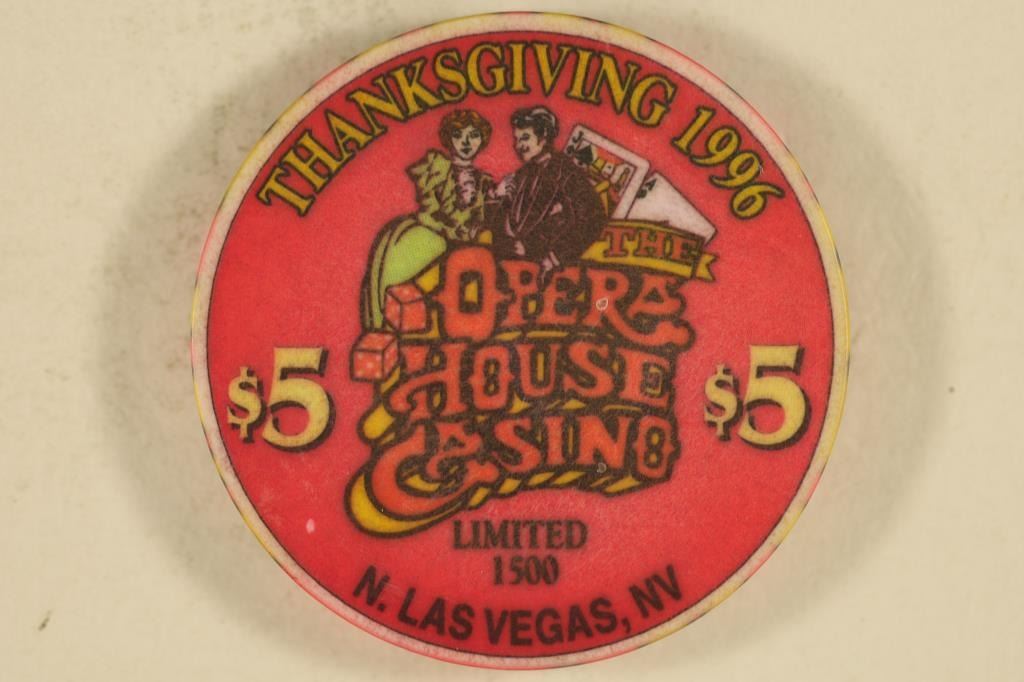 THANKSGIVING 1996
J
A
THE
OPERA
HOUSE
CASINO
$5
$5
LIMITED
1500
N. LAS VEGAS, NV